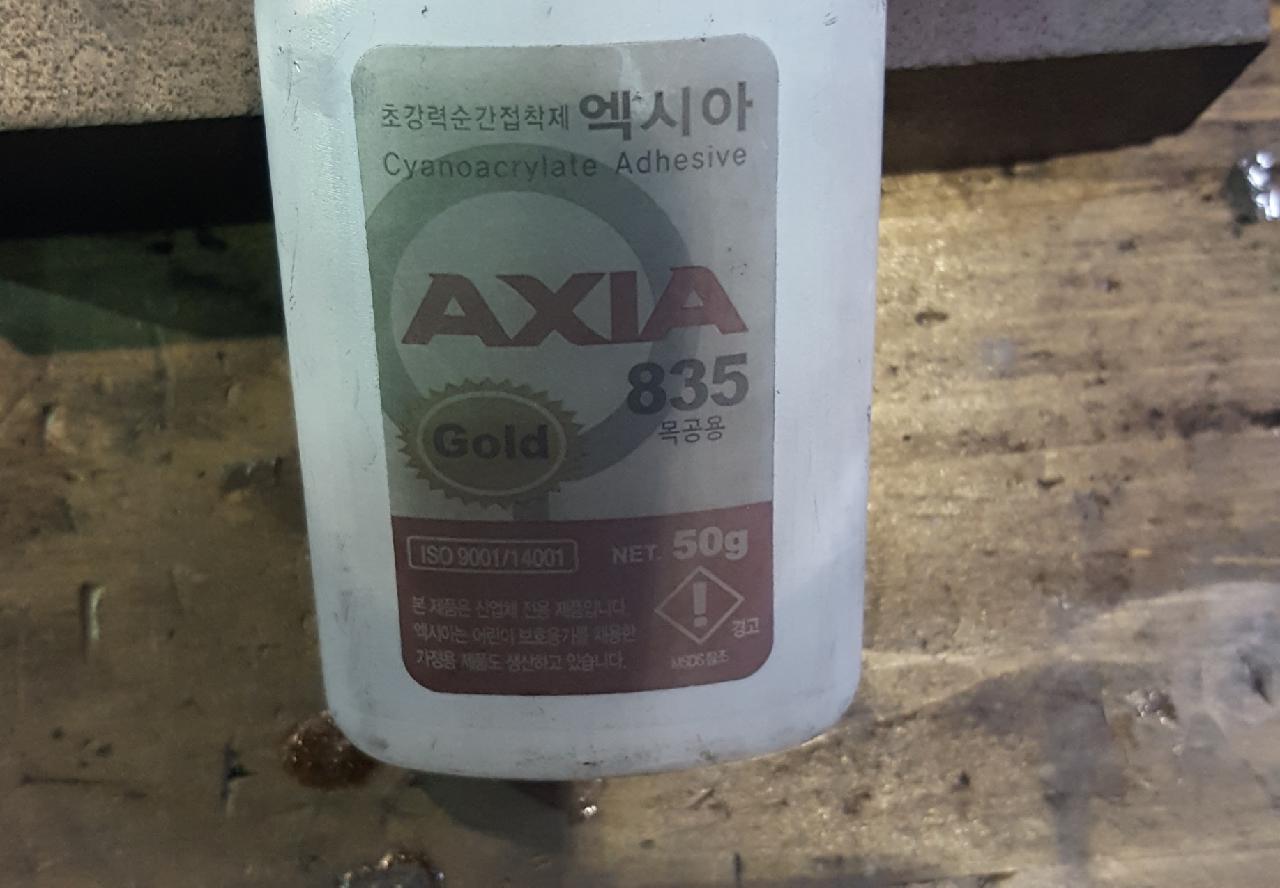 초강력순간접착제 엑시아
Cyanoacrylate Adhesive
AXIA
835
목공용
Gold
ISO 9001/14001
NET. 50g
본 제품은 산업체 전용 제품입니다.
엑시아는 어린이 보호용기를 채용한
가정용 제품도 생산하고 있습니다.
경고
MSDS 참조